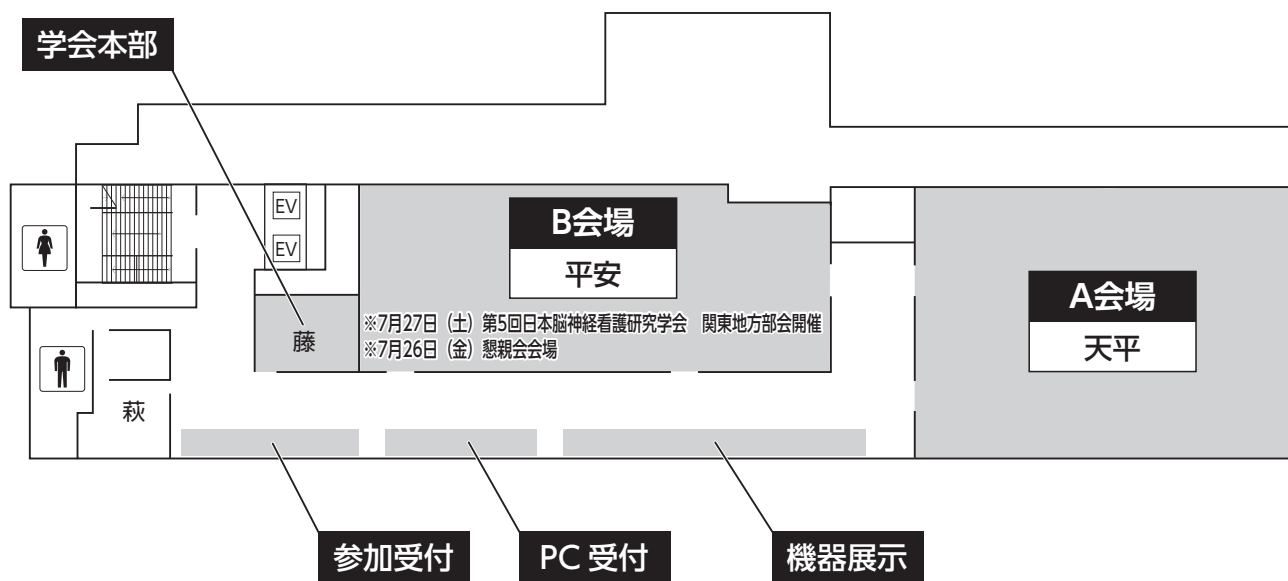 学会本部
EV
EV
B会場
平安
A会場
天平
※7月27日（土）第5回日本脳神経看護研究学会　関東地方部会開催
※7月26日（金）懇親会会場
藤
萩
参加受付
PC 受付
機器展示